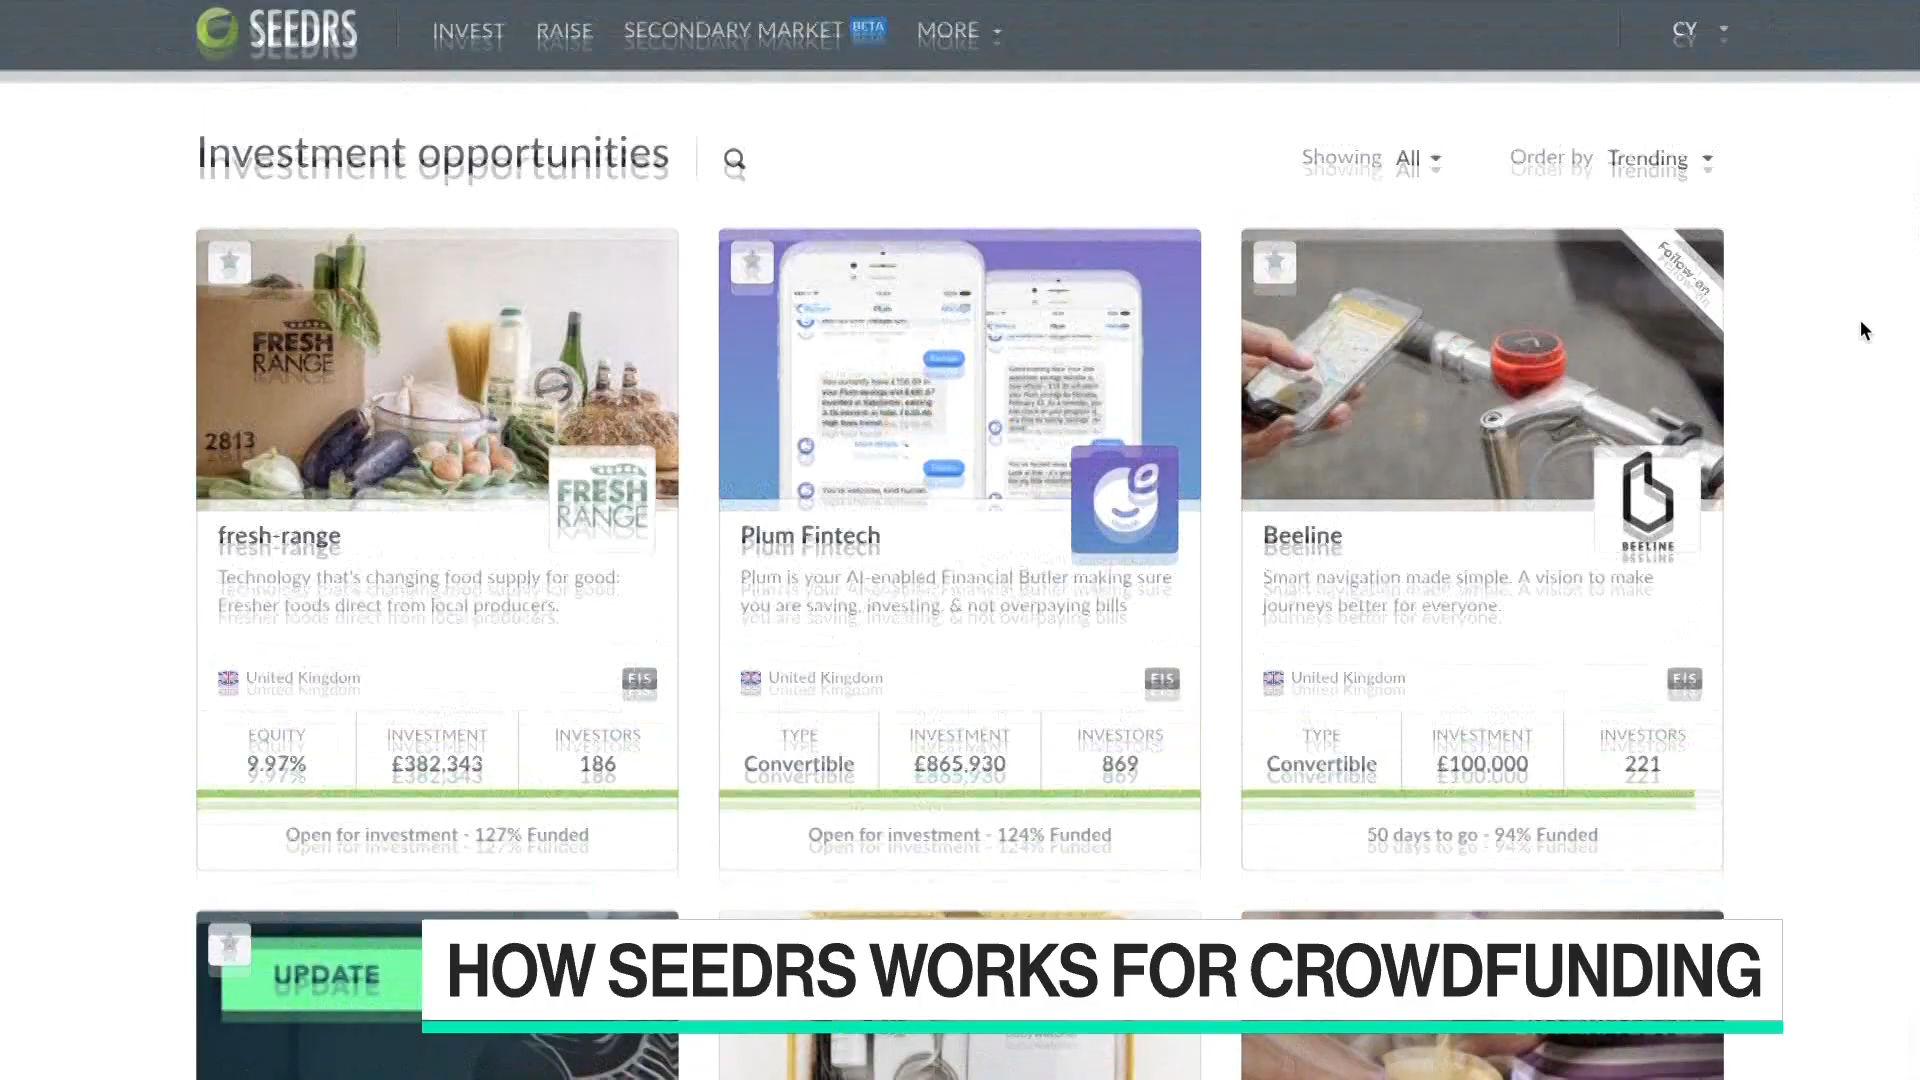 SEEDRS INVEST RAISE SECONDARY MARKET BETA MORE CY
Investment opportunities Showing All Order by Trending
Follow-on
FRESH
RANGE
2813
Plum
FRESH
RANGE
BEELINE
fresh-range
Technology that's changing food supply for good:
Fresher foods direct from local producers.
United Kingdom EIS
EQUITY INVESTMENT INVESTORS
9.97% £382,343 186
Open for investment - 127% Funded
Plum Fintech
Plum is your AI-enabled Financial Butler making sure
you are saving, investing, & not overpaying bills
United Kingdom EIS
TYPE INVESTMENT INVESTORS
Convertible £865,930 869
Open for investment - 124% Funded
Beeline
Smart navigation made simple. A vision to make
journeys better for everyone.
United Kingdom EIS
TYPE INVESTMENT INVESTORS
Convertible £100,000 221
50 days to go - 94% Funded
UPDATE
HOW SEEDRS WORKS FOR CROWDFUNDING